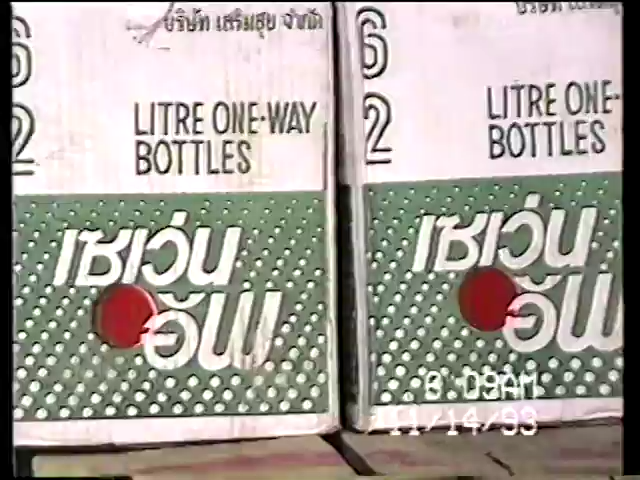 บริษัท เสริมสุข จำกัด
6
2
LITRE ONE-WAY
BOTTLES
เซเว่น
อัพ
6
2
LITRE ONE-
BOTTLES
เซเว่น
อัพ
8:09AM
11/14/93